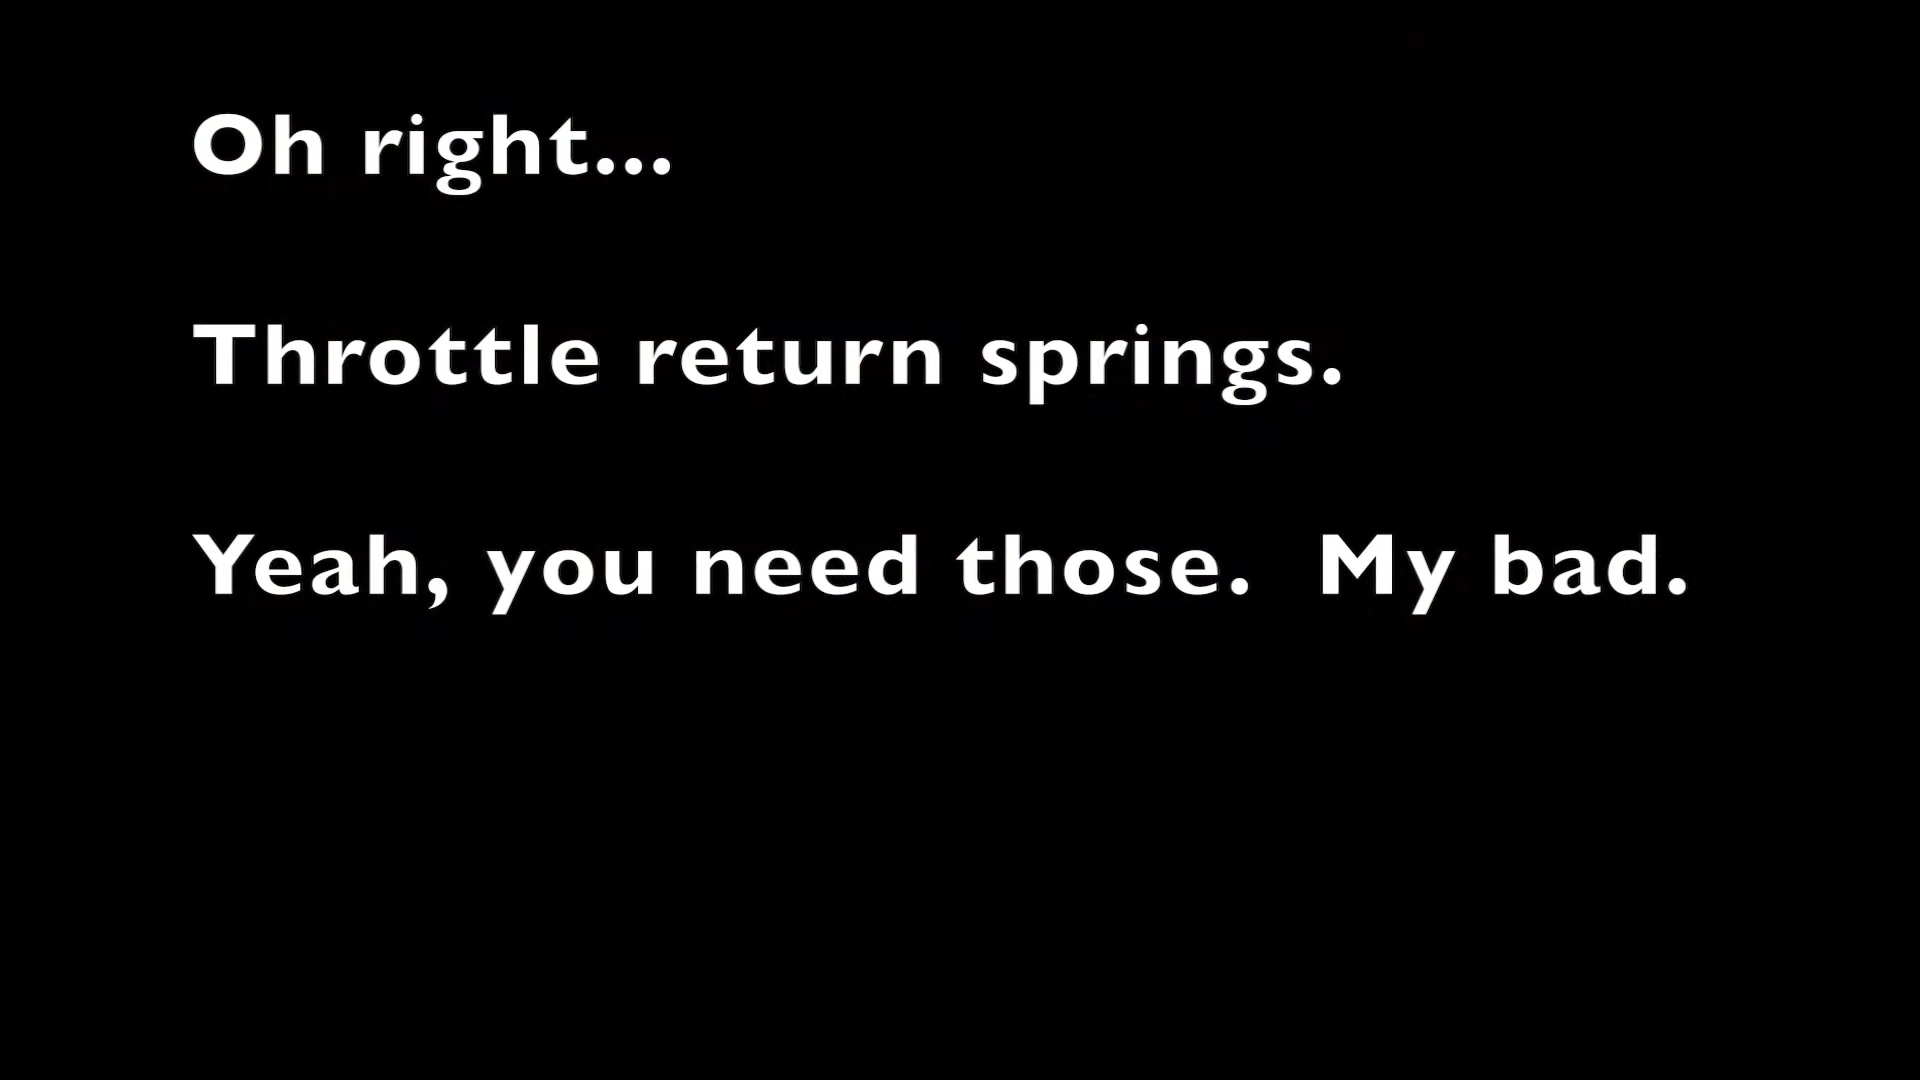 Oh right...
Throttle return springs.
Yeah, you need those.  My bad.